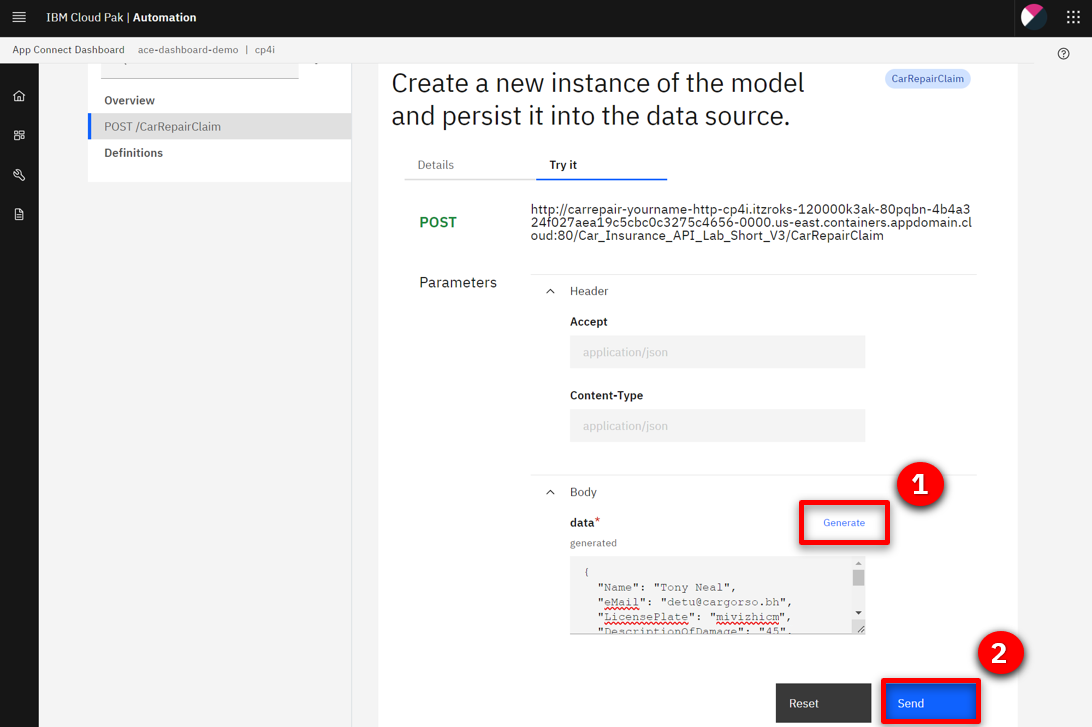 IBM Cloud Pak | Automation
App Connect Dashboard ace-dashboard-demo | cp4i
Overview
POST /CarRepairClaim
Definitions
Create a new instance of the model
and persist it into the data source.
CarRepairClaim
Details Try it
POST
http://carrepair-yourname-http-cp4i.itzroks-120000k3ak-80pqbn-4b4a3
24f027aea19c5cbc0c3275c4656-0000.us-east.containers.appdomain.cl
oud:80/Car_Insurance_API_Lab_Short_V3/CarRepairClaim
Parameters
Header
Accept
application/json
Content-Type
application/json
Body
1
data*
Generate
generated
{
"Name": "Tony Neal",
"eMail": "detu@cargorso.bh",
"LicensePlate": "mivizhicm",
"DescriptionOfDamage": "45",
2
Reset Send